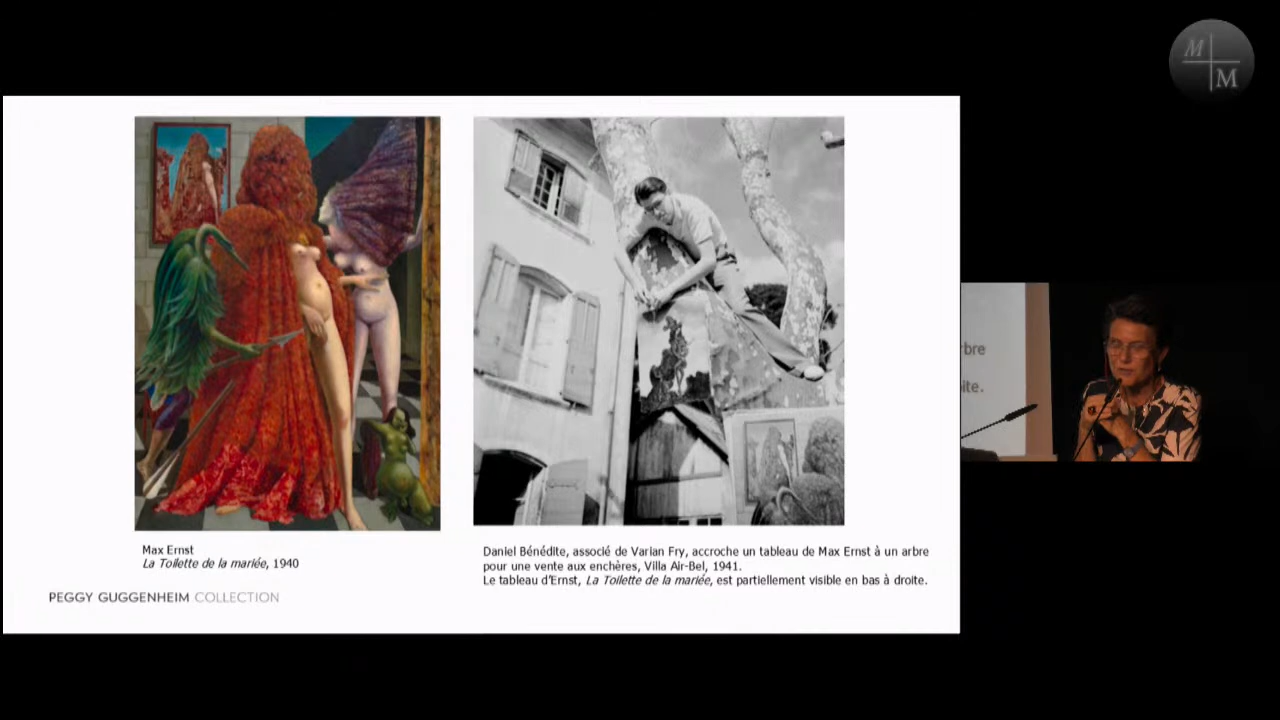 M
M
Max Ernst
La Toilette de la mariée, 1940
Daniel Bénédite, associé de Varian Fry, accroche un tableau de Max Ernst à un arbre
pour une vente aux enchères, Villa Air-Bel, 1941.
Le tableau d'Ernst, La Toilette de la mariée, est partiellement visible en bas à droite.
PEGGY GUGGENHEIM COLLECTION